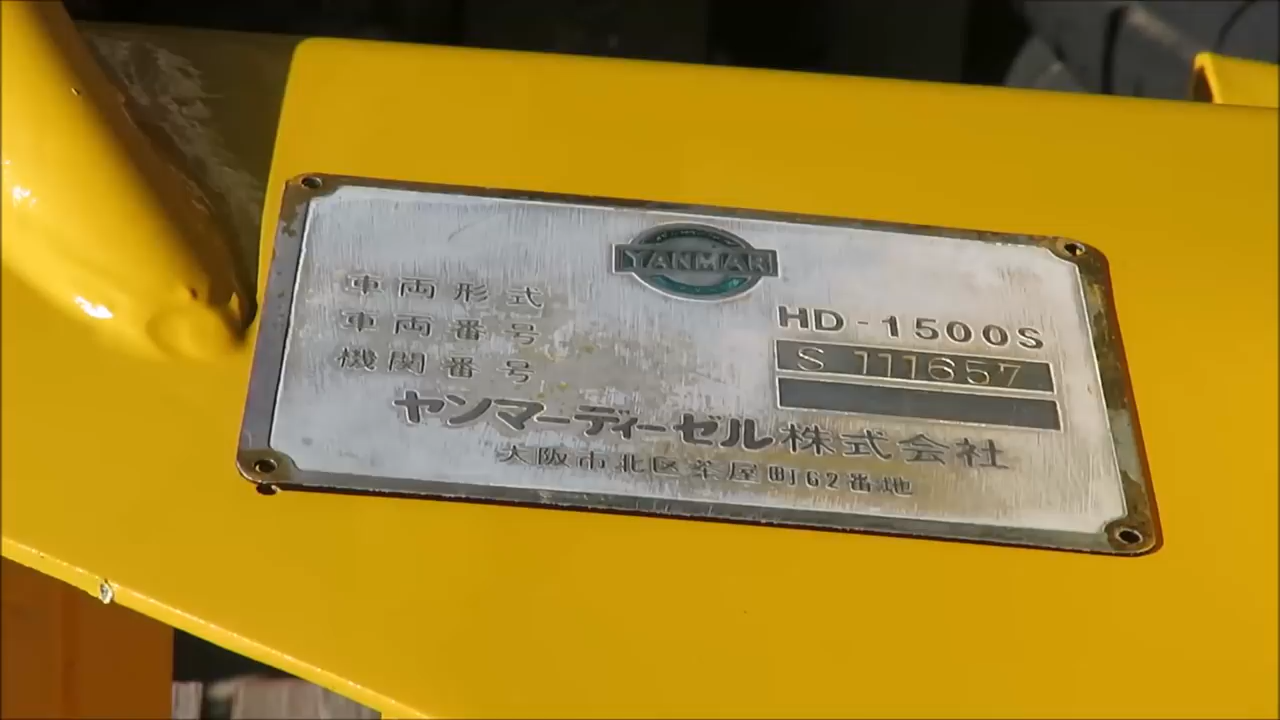 YANMAR
車両形式 HD-1500S
車両番号 S 111657
機関番号
ヤンマーディーゼル株式会社
大阪市北区茶屋町62番地